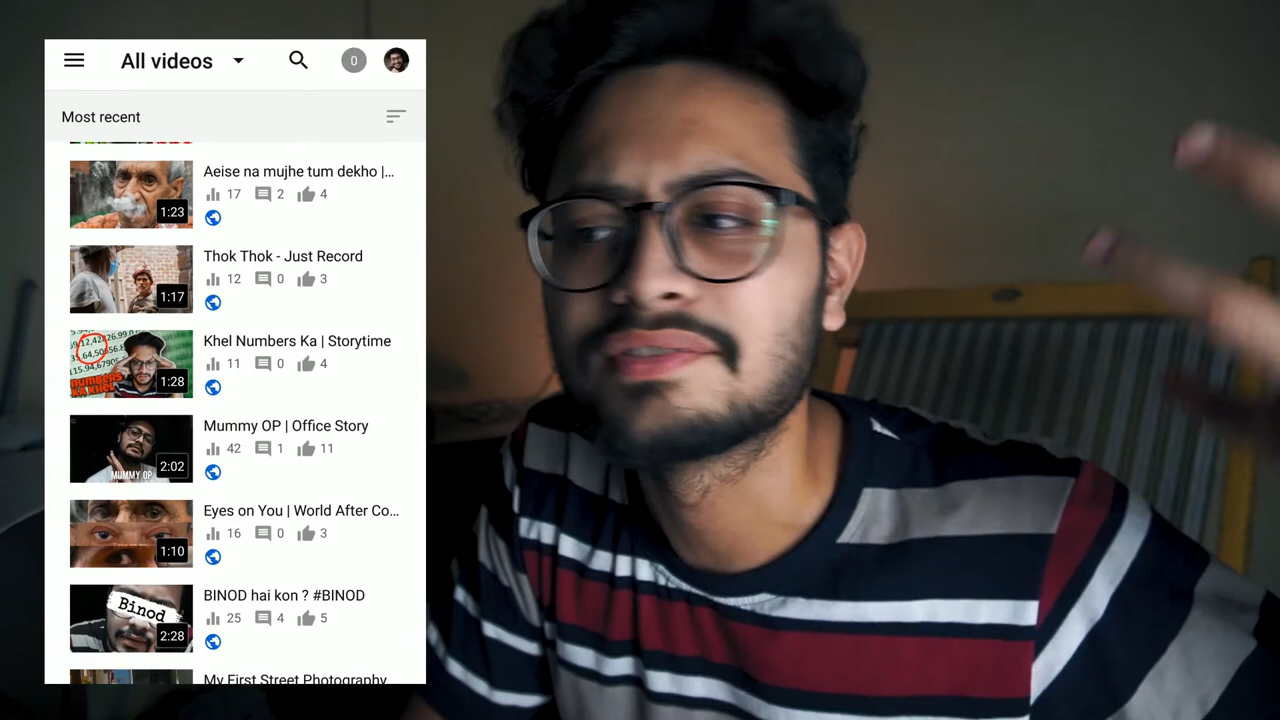 All videos
0
Most recent
1:23
Aeise na mujhe tum dekho |...
17 2 4
1:17
Thok Thok - Just Record
12 0 3
NUMBERS
KA KHEL
1:28
Khel Numbers Ka | Storytime
11 0 4
MUMMY OP
2:02
Mummy OP | Office Story
42 1 11
1:10
Eyes on You | World After Co...
16 0 3
Binod
2:28
BINOD hai kon ? #BINOD
25 4 5
My First Street Photography